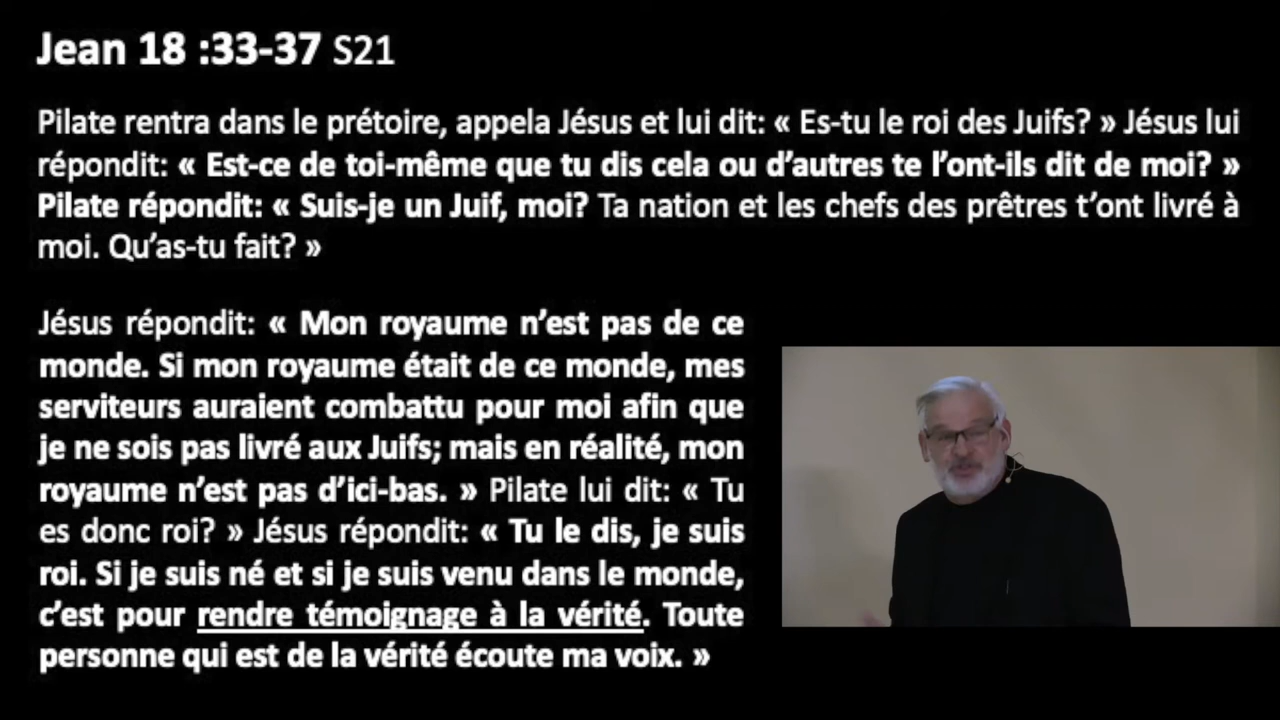 Jean 18 :33-37 S21
Pilate rentra dans le prétoire, appela Jésus et lui dit: « Es-tu le roi des Juifs? » Jésus lui
répondit: « Est-ce de toi-même que tu dis cela ou d’autres te l’ont-ils dit de moi? »
Pilate répondit: « Suis-je un Juif, moi? Ta nation et les chefs des prêtres t’ont livré à
moi. Qu’as-tu fait? »
Jésus répondit: « Mon royaume n’est pas de ce
monde. Si mon royaume était de ce monde, mes
serviteurs auraient combattu pour moi afin que
je ne sois pas livré aux Juifs; mais en réalité, mon
royaume n’est pas d’ici-bas. » Pilate lui dit: « Tu
es donc roi? » Jésus répondit: « Tu le dis, je suis
roi. Si je suis né et si je suis venu dans le monde,
c’est pour rendre témoignage à la vérité. Toute
personne qui est de la vérité écoute ma voix. »